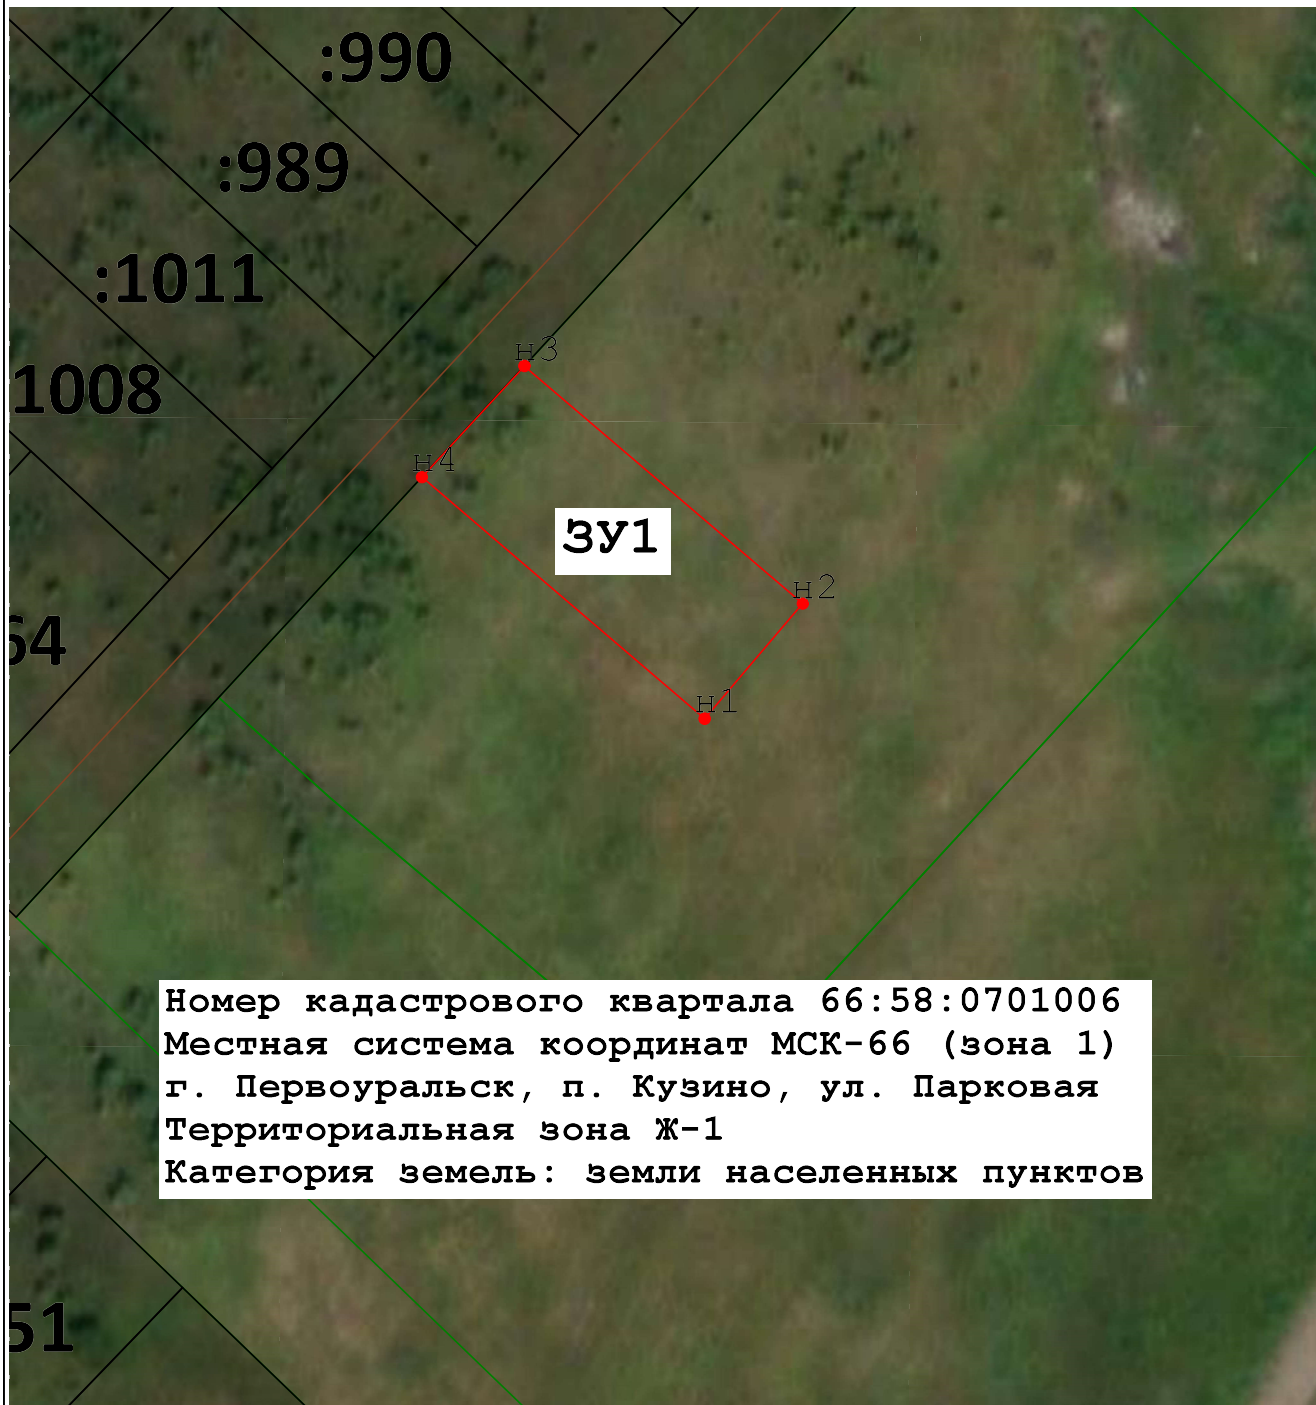 :990
:989
:1011
1008
н3
н4
ЗУ1
н2
64
н1
Номер кадастрового квартала 66:58:0701006
Местная система координат МСК-66 (зона 1)
г. Первоуральск, п. Кузино, ул. Парковая
Территориальная зона Ж-1
Категория земель: земли населенных пунктов
51